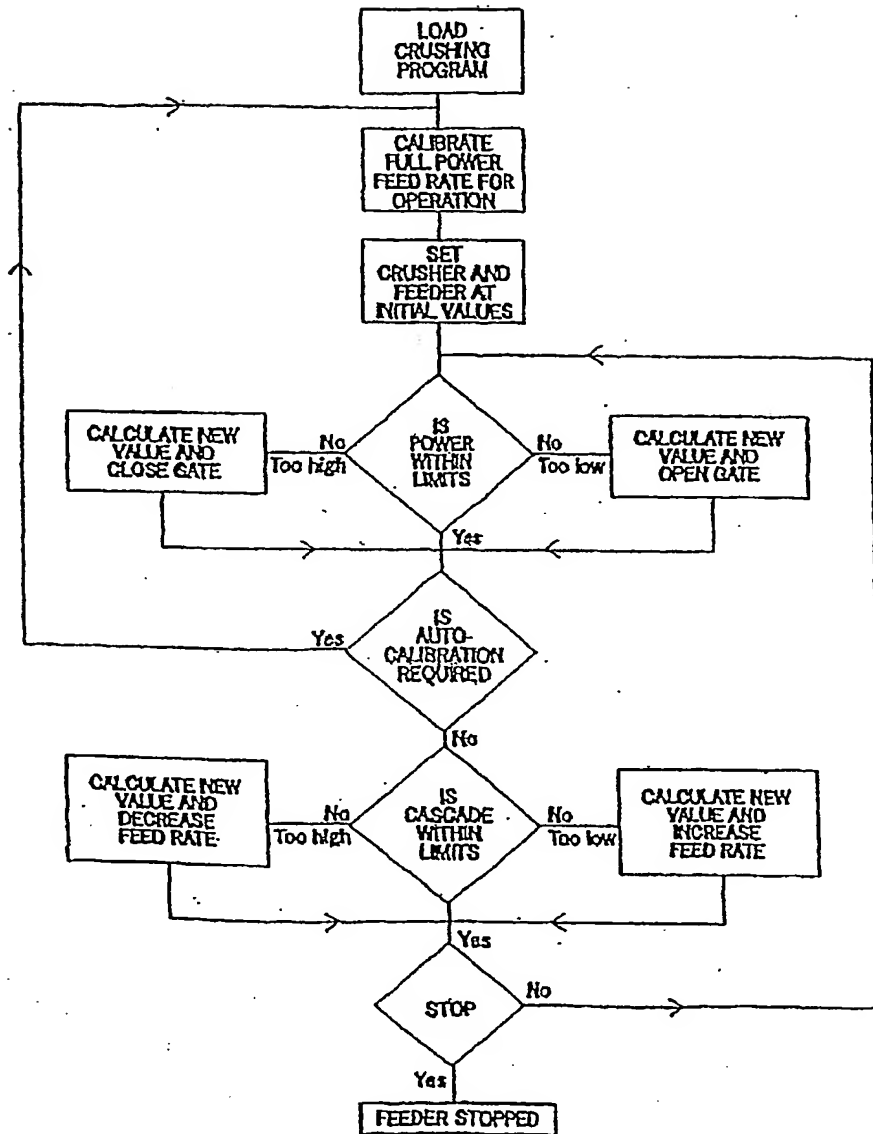 LOAD
CRUSHING
PROGRAM
CALIBRATE
FULL POWER
FEED RATE FOR
OPERATION
SET
CRUSHER AND
FEEDER AT
INITIAL VALUES
CALCULATE NEW
VALUE AND
CLOSE GATE
No
Too high
IS
POWER
WITHIN
LIMITS
No
Too low
CALCULATE NEW
VALUE AND
OPEN GATE
Yes
Yes
IS
AUTO-
CALIBRATION
REQUIRED
No
CALCULATE NEW
VALUE AND
DECREASE
FEED RATE
No
Too high
IS
CASCADE
WITHIN
LIMITS
No
Too low
CALCULATE NEW
VALUE AND
INCREASE
FEED RATE
Yes
STOP
No
Yes
FEEDER STOPPED